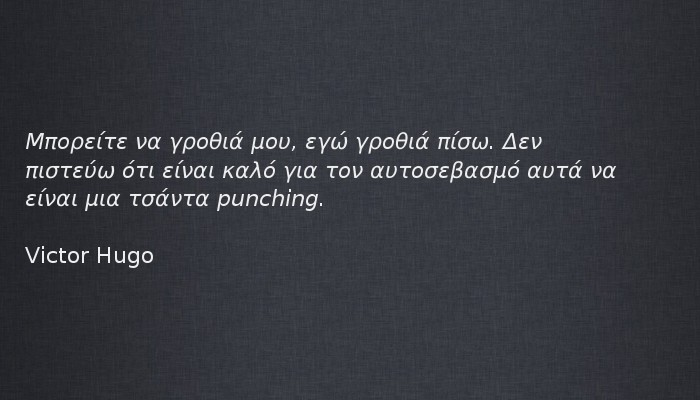 Μπορείτε να γροθιά μου, εγώ γροθιά πίσω. Δεν
πιστεύω ότι είναι καλό για τον αυτοσεβασμό αυτά να
είναι μια τσάντα punching.
Victor Hugo